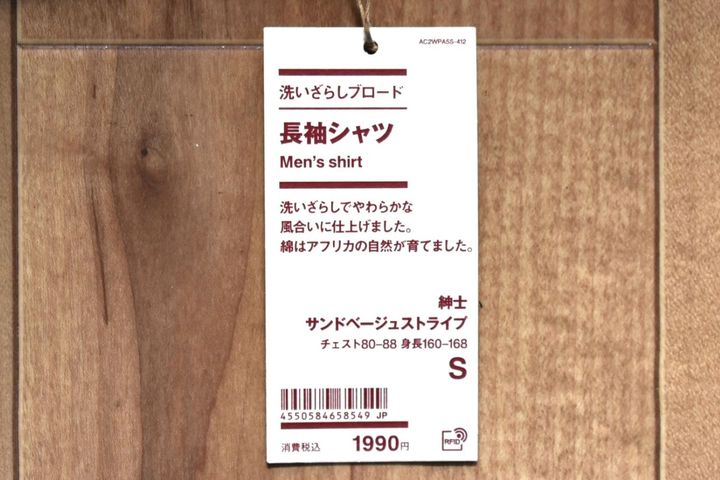 AC2WPA5S-412
洗いざらしブロード
長袖シャツ
Men's shirt
洗いざらしでやわらかな
風合いに仕上げました。
綿はアフリカの自然が育てました。
紳士
サンドベージュストライプ
チェスト80-88 身長160-168
S
4550584658549 JP
消費税込 1990円
RFID